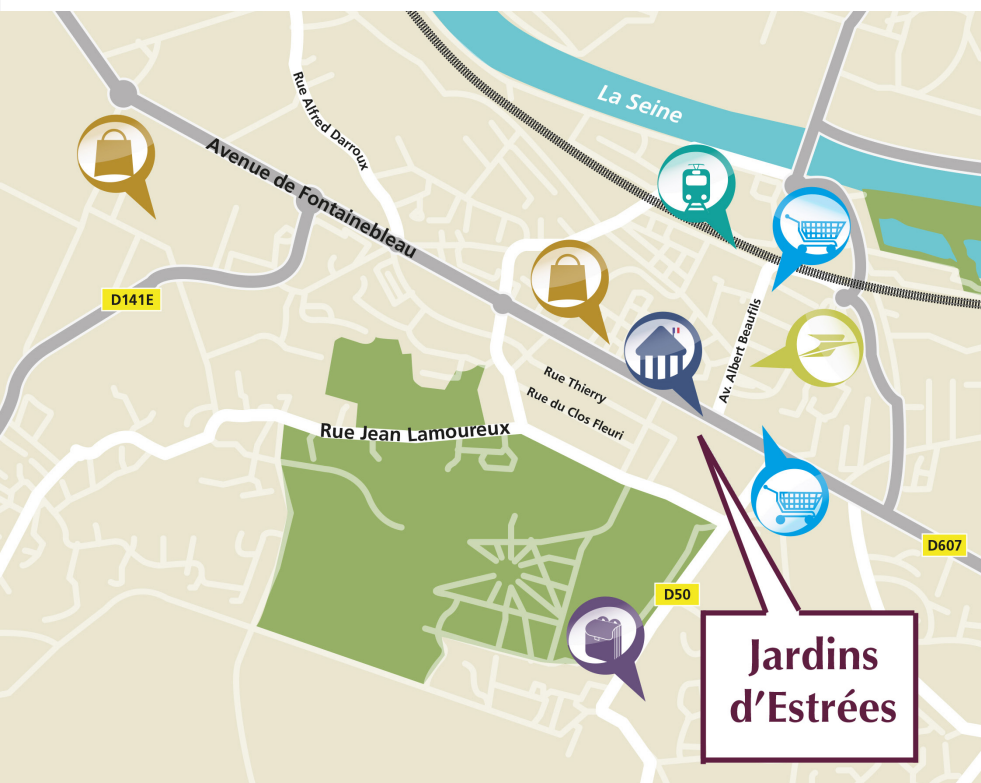 La Seine
Rue Alfred Darroux
Avenue de Fontainebleau
D141E
Av. Albert Beaufils
Rue Thierry
Rue du Clos Fleuri
Rue Jean Lamoureux
D607
D50
Jardins
d'Estrées